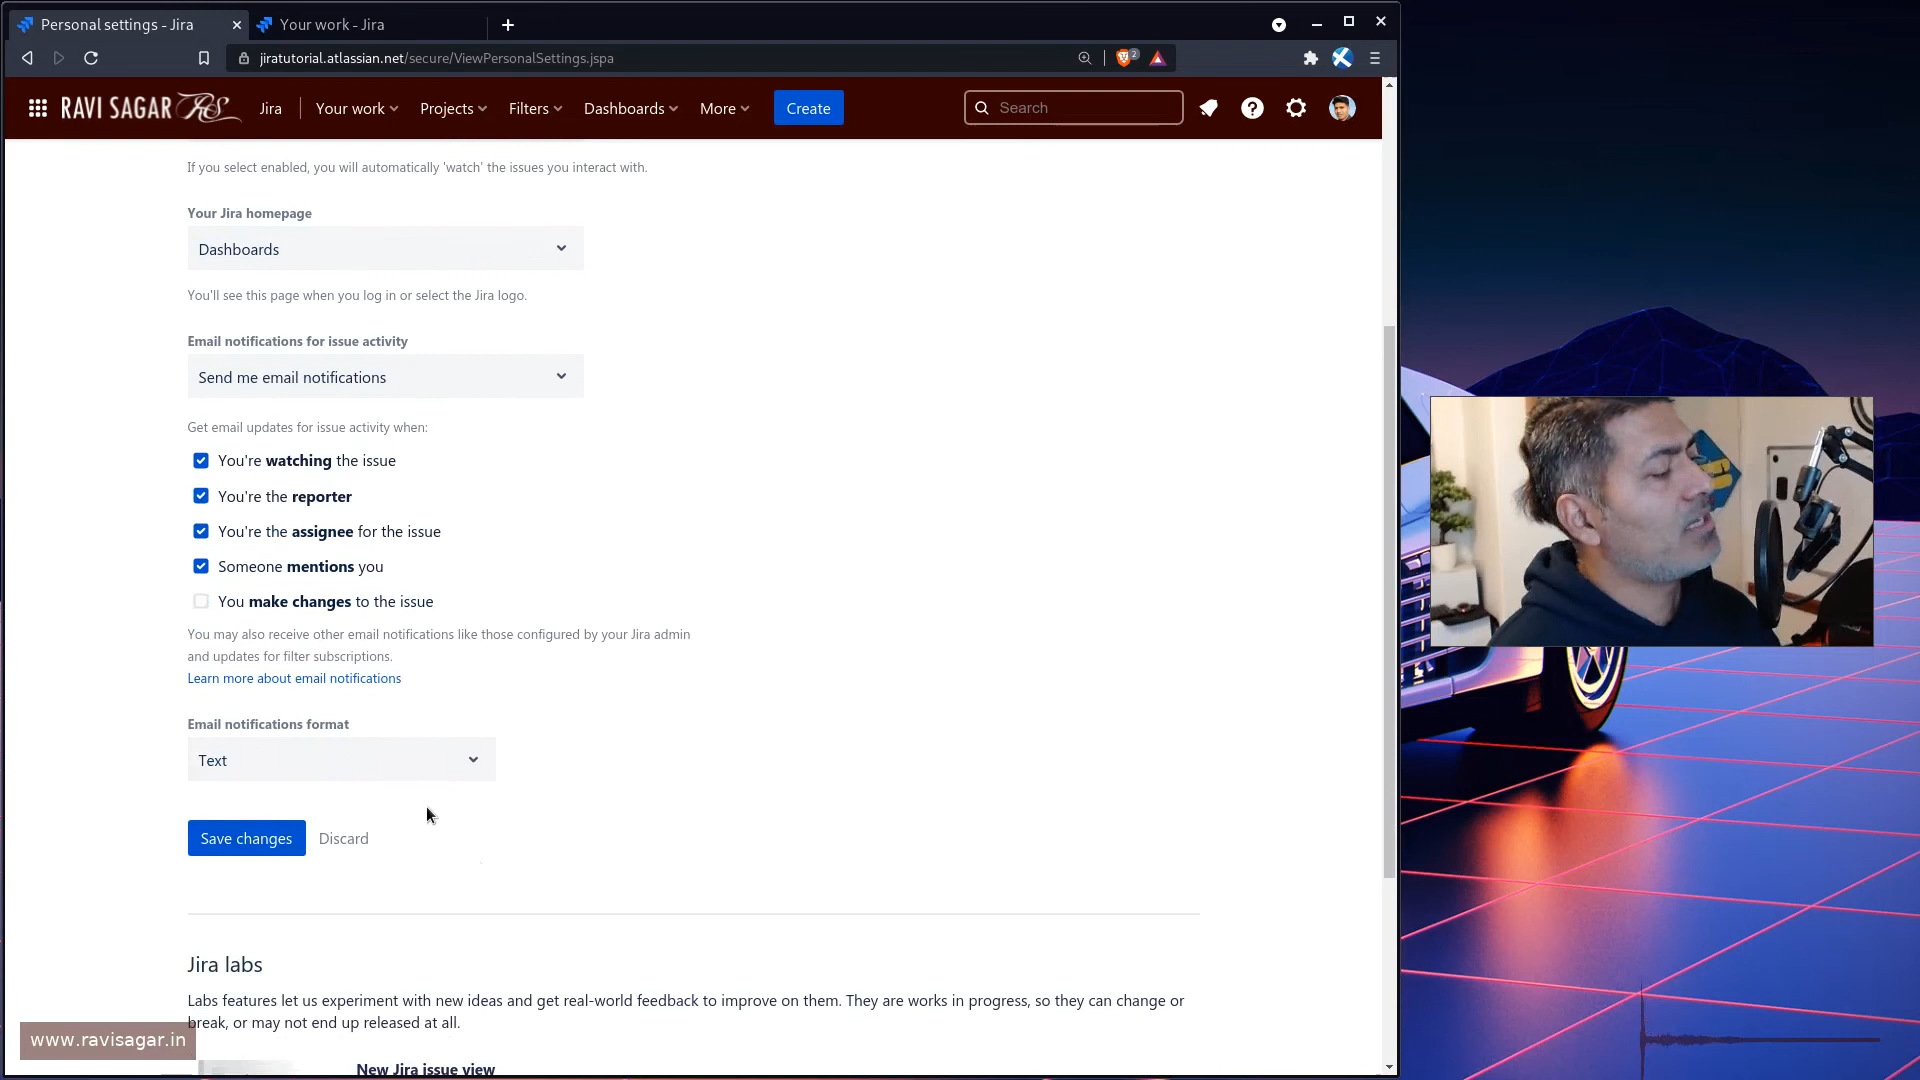 Personal settings - Jira
Your work - Jira
jiratutorial.atlassian.net/secure/ViewPersonalSettings.jspa
2
RAVI SAGAR RS
Jira
Your work
Projects
Filters
Dashboards
More
Create
Search
If you select enabled, you will automatically 'watch' the issues you interact with.
Your Jira homepage
Dashboards
You'll see this page when you log in or select the Jira logo.
Email notifications for issue activity
Send me email notifications
Get email updates for issue activity when:
You're watching the issue
You're the reporter
You're the assignee for the issue
Someone mentions you
You make changes to the issue
You may also receive other email notifications like those configured by your Jira admin
and updates for filter subscriptions.
Learn more about email notifications
Email notifications format
Text
Save changes
Discard
Jira labs
Labs features let us experiment with new ideas and get real-world feedback to improve on them. They are works in progress, so they can change or
break, or may not end up released at all.
www.ravisagar.in
New Jira issue view